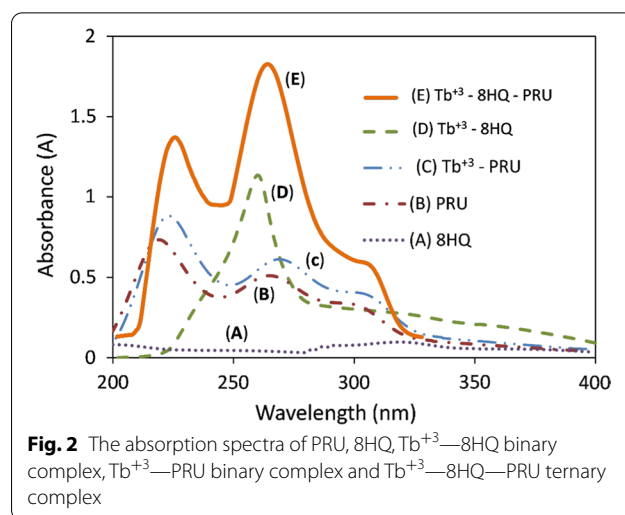 2
1.5
1
0.5
0
200
250
300
350
400
Absorbance (A)
Wavelength (nm)
(E)
(D)
(c)
(B)
(A)
(E) Tb+3 - 8HQ - PRU
(D) Tb+3 - 8HQ
(C) Tb+3 - PRU
(B) PRU
(A) 8HQ
Fig. 2 The absorption spectra of PRU, 8HQ, Tb+3—8HQ binary
complex, Tb+3—PRU binary complex and Tb+3—8HQ—PRU ternary
complex